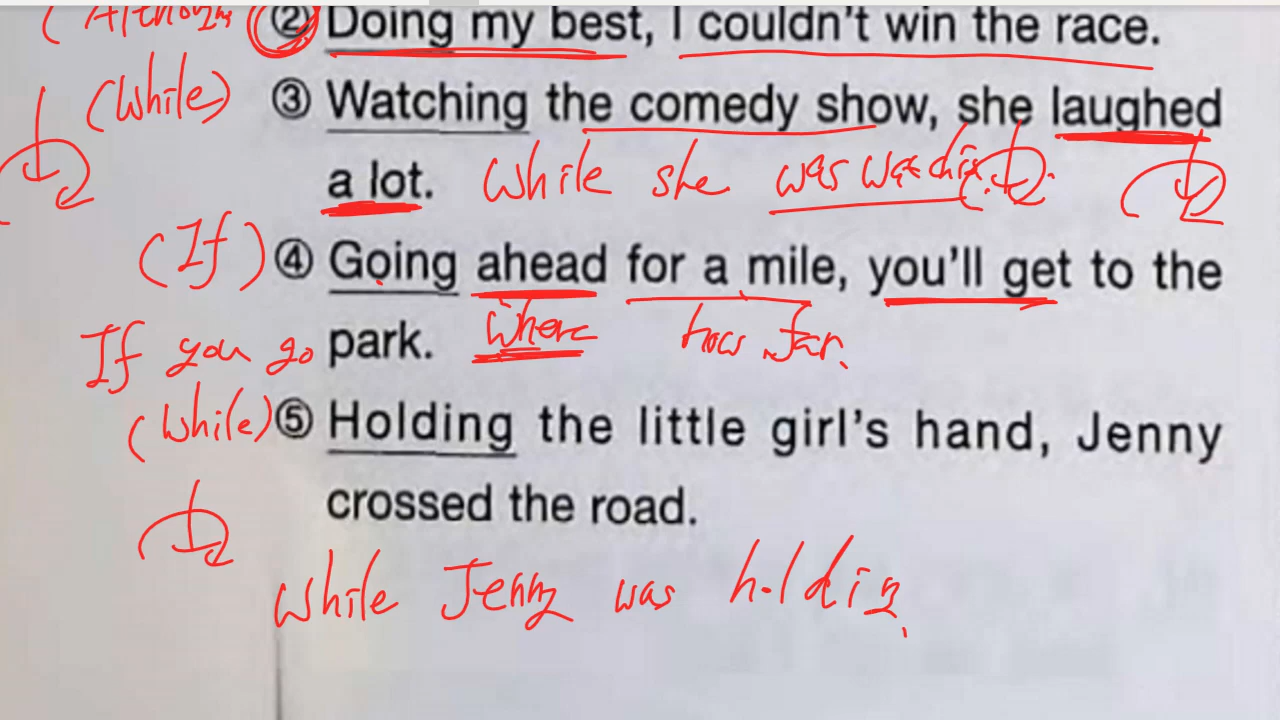 ② Doing my best, I couldn't win the race.
(While) ③ Watching the comedy show, she laughed
a lot. While she was
(If) ④ Going ahead for a mile, you'll get to the
where how far.
If you go park.
(While) ⑤ Holding the little girl's hand, Jenny
crossed the road.
while Jenny was holding